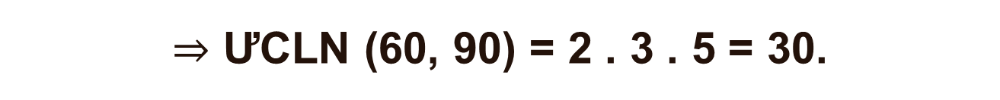 ⇒ ƯCLN (60, 90) = 2 . 3 . 5 = 30.